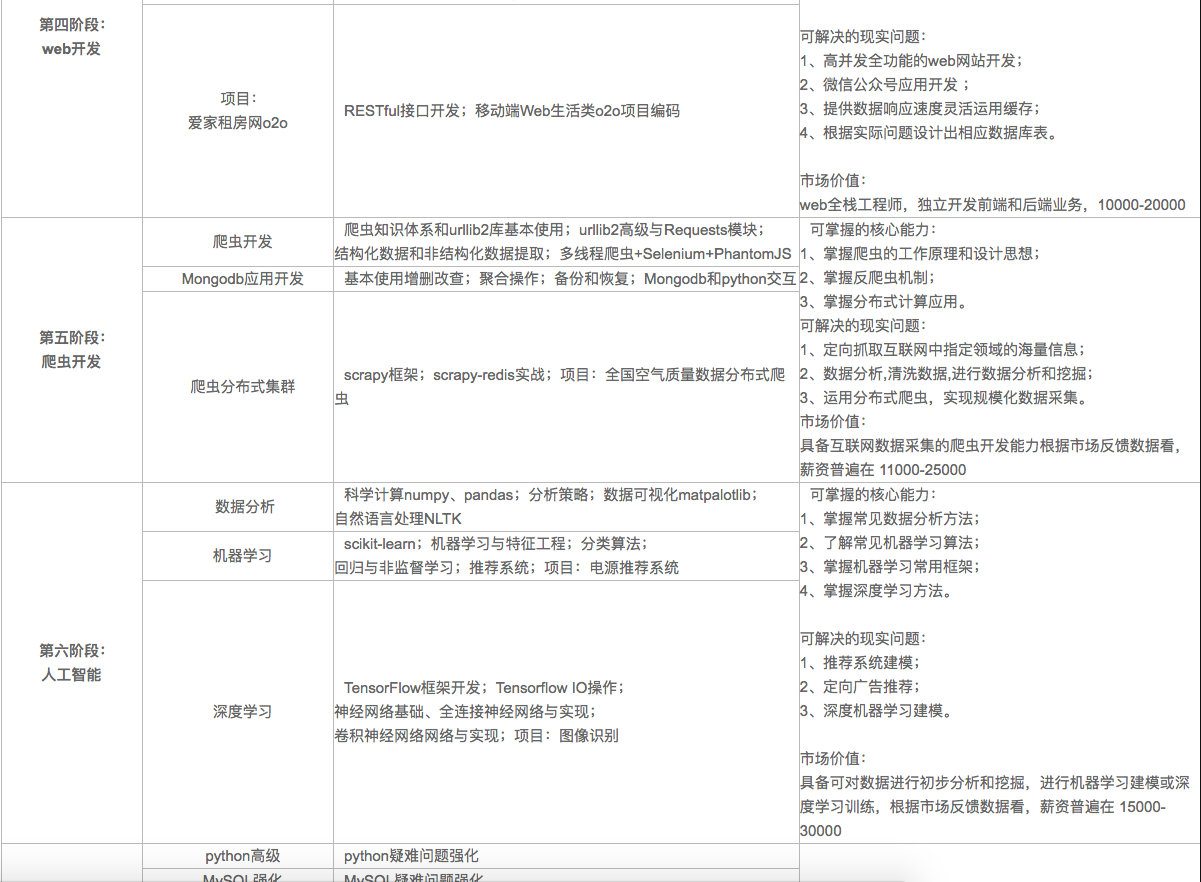 第四阶段：
web开发
项目：
爱家租房网o2o
RESTful接口开发；移动端Web生活类o2o项目编码
可解决的现实问题：
1、高并发全功能的web网站开发；
2、微信公众号应用开发 ；
3、提供数据响应速度灵活运用缓存；
4、根据实际问题设计出相应数据库表。
市场价值：
web全栈工程师，独立开发前端和后端业务，10000-20000
第五阶段：
爬虫开发
爬虫开发
爬虫知识体系和urllib2库基本使用；urllib2高级与Requests模块；
结构化数据和非结构化数据提取；多线程爬虫+Selenium+PhantomJS
Mongodb应用开发
基本使用增删改查；聚合操作；备份和恢复；Mongodb和python交互
爬虫分布式集群
scrapy框架；scrapy-redis实战；项目：全国空气质量数据分布式爬
虫
可掌握的核心能力：
1、掌握爬虫的工作原理和设计思想；
2、掌握反爬虫机制；
3、掌握分布式计算应用。
可解决的现实问题：
1、定向抓取互联网中指定领域的海量信息；
2、数据分析,清洗数据,进行数据分析和挖掘；
3、运用分布式爬虫，实现规模化数据采集。
市场价值：
具备互联网数据采集的爬虫开发能力根据市场反馈数据看，
薪资普遍在 11000-25000
第六阶段：
人工智能
数据分析
科学计算numpy、pandas；分析策略；数据可视化matpalotlib；
自然语言处理NLTK
机器学习
scikit-learn；机器学习与特征工程；分类算法；
回归与非监督学习；推荐系统；项目：电源推荐系统
深度学习
TensorFlow框架开发；Tensorflow IO操作；
神经网络基础、全连接神经网络与实现；
卷积神经网络网络与实现；项目：图像识别
可掌握的核心能力：
1、掌握常见数据分析方法；
2、了解常见机器学习算法；
3、掌握机器学习常用框架；
4、掌握深度学习方法。
可解决的现实问题：
1、推荐系统建模；
2、定向广告推荐；
3、深度机器学习建模。
市场价值：
具备可对数据进行初步分析和挖掘，进行机器学习建模或深
度学习训练，根据市场反馈数据看，薪资普遍在 15000-
30000
python高级
python疑难问题强化
MySQL强化
MySQL疑难问题强化